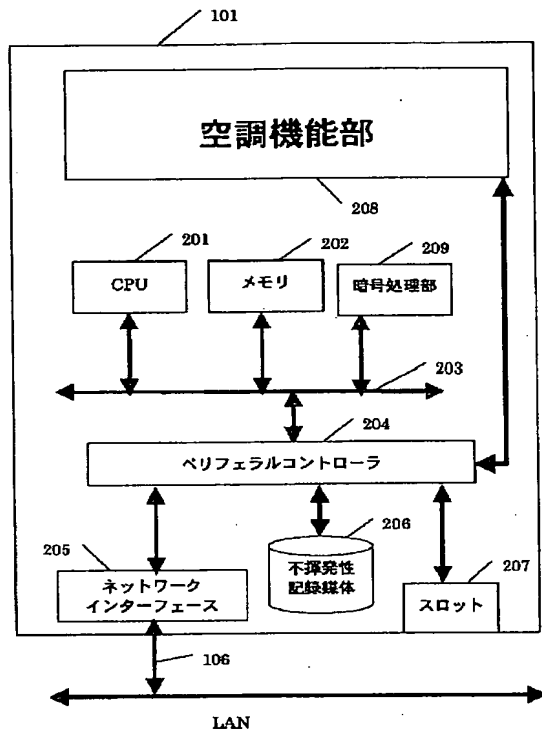 101
空調機能部
208
201
202
209
CPU
メモリ
暗号処理部
203
204
ペリフェラルコントローラ
205
206
207
ネットワーク
インターフェース
不揮発性
記録媒体
スロット
106
LAN